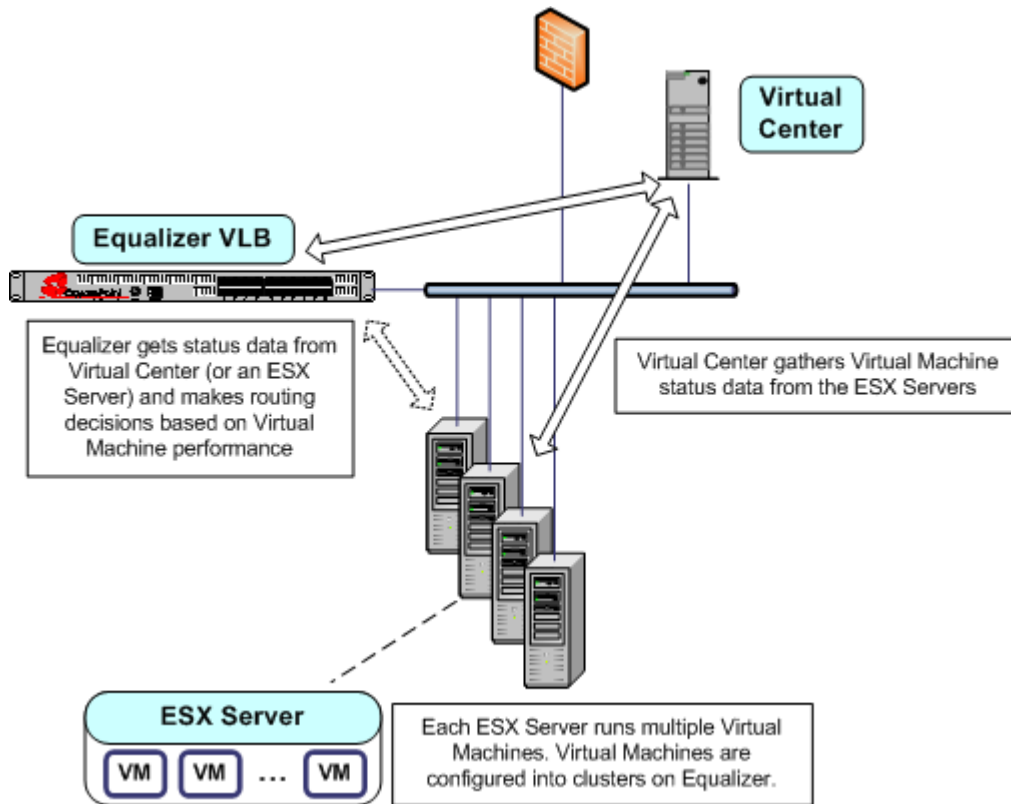 Virtual
Center
Equalizer VLB
Equalizer gets status data from
Virtual Center (or an ESX
Server) and makes routing
decisions based on Virtual
Machine performance
Virtual Center gathers Virtual Machine
status data from the ESX Servers
ESX Server
VM VM ... VM
Each ESX Server runs multiple Virtual
Machines. Virtual Machines are
configured into clusters on Equalizer.